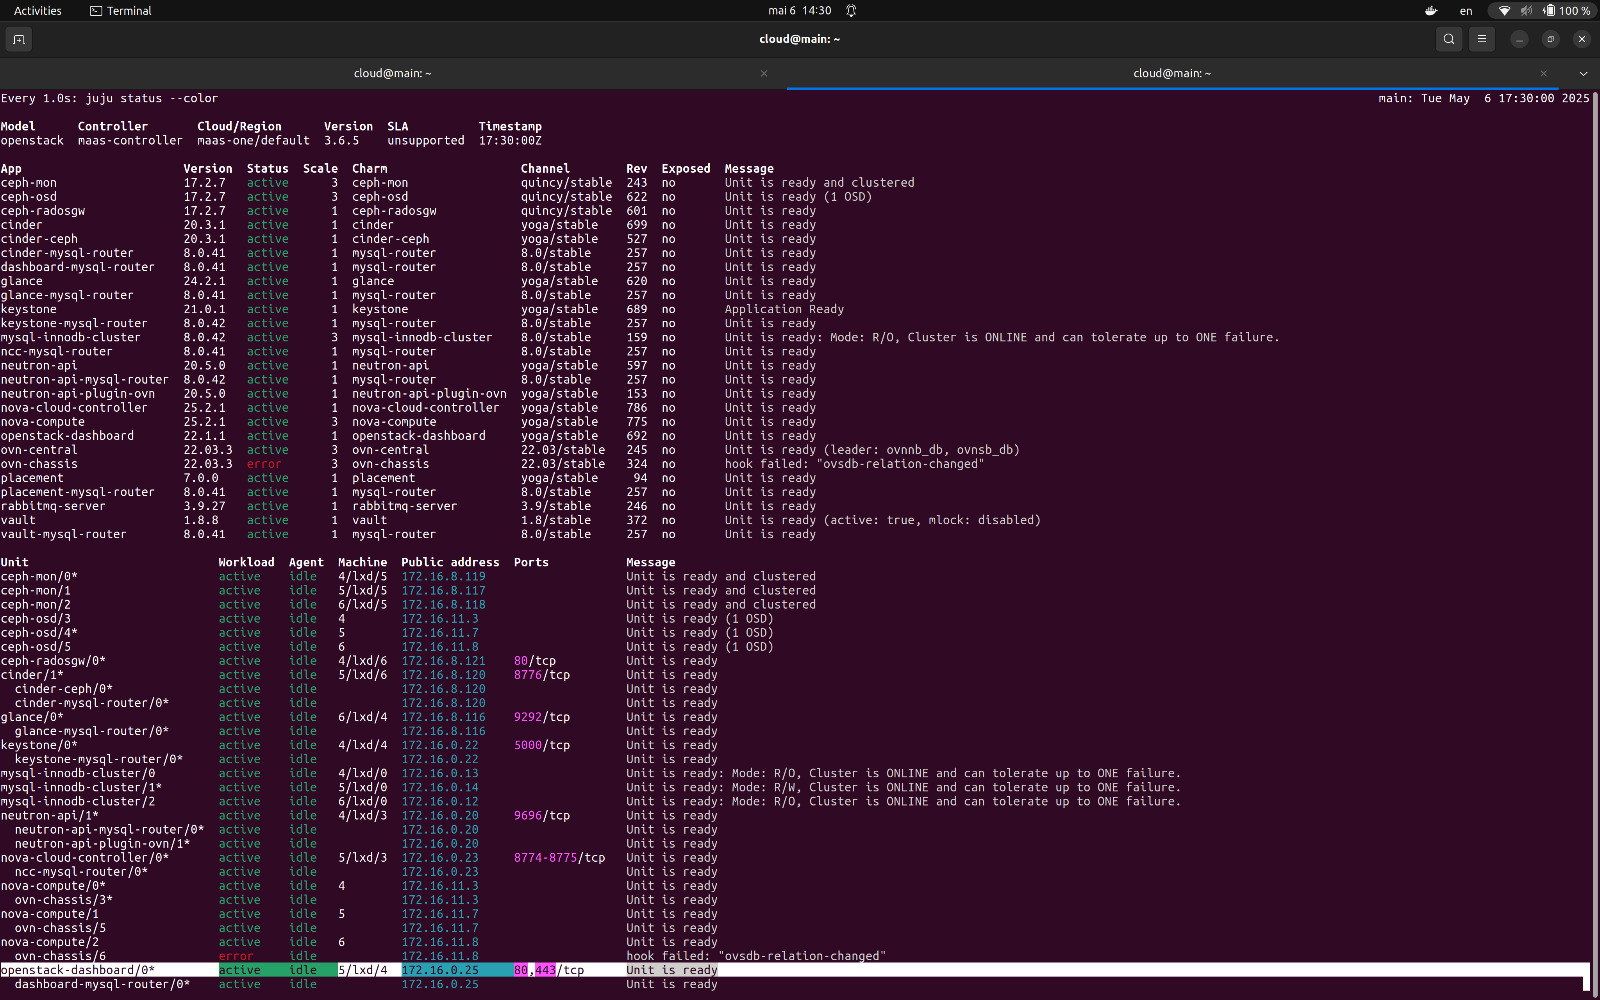 Activities Terminal mai 6 14:30 en 100 %
cloud@main: ~
cloud@main: ~ cloud@main: ~
Every 1.0s: juju status --color main: Tue May 6 17:30:00 2025
Model Controller Cloud/Region Version SLA Timestamp
openstack maas-controller maas-one/default 3.6.5 unsupported 17:30:00Z
App Version Status Scale Charm Channel Rev Exposed Message
ceph-mon 17.2.7 active 3 ceph-mon quincy/stable 243 no Unit is ready and clustered
ceph-osd 17.2.7 active 3 ceph-osd quincy/stable 622 no Unit is ready (1 OSD)
ceph-radosgw 17.2.7 active 1 ceph-radosgw quincy/stable 601 no Unit is ready
cinder 20.3.1 active 1 cinder yoga/stable 699 no Unit is ready
cinder-ceph 20.3.1 active 1 cinder-ceph yoga/stable 527 no Unit is ready
cinder-mysql-router 8.0.41 active 1 mysql-router 8.0/stable 257 no Unit is ready
dashboard-mysql-router 8.0.41 active 1 mysql-router 8.0/stable 257 no Unit is ready
glance 24.2.1 active 1 glance yoga/stable 620 no Unit is ready
glance-mysql-router 8.0.41 active 1 mysql-router 8.0/stable 257 no Unit is ready
keystone 21.0.1 active 1 keystone yoga/stable 689 no Application Ready
keystone-mysql-router 8.0.42 active 1 mysql-router 8.0/stable 257 no Unit is ready
mysql-innodb-cluster 8.0.42 active 3 mysql-innodb-cluster 8.0/stable 159 no Unit is ready: Mode: R/O, Cluster is ONLINE and can tolerate up to ONE failure.
ncc-mysql-router 8.0.41 active 1 mysql-router 8.0/stable 257 no Unit is ready
neutron-api 20.5.0 active 1 neutron-api yoga/stable 597 no Unit is ready
neutron-api-mysql-router 8.0.42 active 1 mysql-router 8.0/stable 257 no Unit is ready
neutron-api-plugin-ovn 20.5.0 active 1 neutron-api-plugin-ovn yoga/stable 153 no Unit is ready
nova-cloud-controller 25.2.1 active 1 nova-cloud-controller yoga/stable 786 no Unit is ready
nova-compute 25.2.1 active 3 nova-compute yoga/stable 775 no Unit is ready
openstack-dashboard 22.1.1 active 1 openstack-dashboard yoga/stable 692 no Unit is ready
ovn-central 22.03.3 active 3 ovn-central 22.03/stable 245 no Unit is ready (leader: ovnnb_db, ovnsb_db)
ovn-chassis 22.03.3 error 3 ovn-chassis 22.03/stable 324 no hook failed: "ovsdb-relation-changed"
placement 7.0.0 active 1 placement yoga/stable 94 no Unit is ready
placement-mysql-router 8.0.41 active 1 mysql-router 8.0/stable 257 no Unit is ready
rabbitmq-server 3.9.27 active 1 rabbitmq-server 3.9/stable 246 no Unit is ready
vault 1.8.8 active 1 vault 1.8/stable 372 no Unit is ready (active: true, mlock: disabled)
vault-mysql-router 8.0.41 active 1 mysql-router 8.0/stable 257 no Unit is ready
Unit Workload Agent Machine Public address Ports Message
ceph-mon/0* active idle 4/lxd/5 172.16.8.119 Unit is ready and clustered
ceph-mon/1 active idle 5/lxd/5 172.16.8.117 Unit is ready and clustered
ceph-mon/2 active idle 6/lxd/5 172.16.8.118 Unit is ready and clustered
ceph-osd/3 active idle 4 172.16.11.3 Unit is ready (1 OSD)
ceph-osd/4* active idle 5 172.16.11.7 Unit is ready (1 OSD)
ceph-osd/5 active idle 6 172.16.11.8 Unit is ready (1 OSD)
ceph-radosgw/0* active idle 4/lxd/6 172.16.8.121 80/tcp Unit is ready
cinder/1* active idle 5/lxd/6 172.16.8.120 8776/tcp Unit is ready
cinder-ceph/0* active idle 172.16.8.120 Unit is ready
cinder-mysql-router/0* active idle 172.16.8.120 Unit is ready
glance/0* active idle 6/lxd/4 172.16.8.116 9292/tcp Unit is ready
glance-mysql-router/0* active idle 172.16.8.116 Unit is ready
keystone/0* active idle 4/lxd/4 172.16.0.22 5000/tcp Unit is ready
keystone-mysql-router/0* active idle 172.16.0.22 Unit is ready
mysql-innodb-cluster/0 active idle 4/lxd/0 172.16.0.13 Unit is ready: Mode: R/O, Cluster is ONLINE and can tolerate up to ONE failure.
mysql-innodb-cluster/1* active idle 5/lxd/0 172.16.0.14 Unit is ready: Mode: R/W, Cluster is ONLINE and can tolerate up to ONE failure.
mysql-innodb-cluster/2 active idle 6/lxd/0 172.16.0.12 Unit is ready: Mode: R/O, Cluster is ONLINE and can tolerate up to ONE failure.
neutron-api/1* active idle 4/lxd/3 172.16.0.20 9696/tcp Unit is ready
neutron-api-mysql-router/0* active idle 172.16.0.20 Unit is ready
neutron-api-plugin-ovn/1* active idle 172.16.0.20 Unit is ready
nova-cloud-controller/0* active idle 5/lxd/3 172.16.0.23 8774-8775/tcp Unit is ready
ncc-mysql-router/0* active idle 172.16.0.23 Unit is ready
nova-compute/0* active idle 4 172.16.11.3 Unit is ready
ovn-chassis/3* active idle 172.16.11.3 Unit is ready
nova-compute/1 active idle 5 172.16.11.7 Unit is ready
ovn-chassis/5 active idle 172.16.11.7 Unit is ready
nova-compute/2 active idle 6 172.16.11.8 Unit is ready
ovn-chassis/6 error idle 172.16.11.8 hook failed: "ovsdb-relation-changed"
openstack-dashboard/0* active idle 5/lxd/4 172.16.0.25 80,443/tcp Unit is ready
dashboard-mysql-router/0* active idle 172.16.0.25 Unit is ready